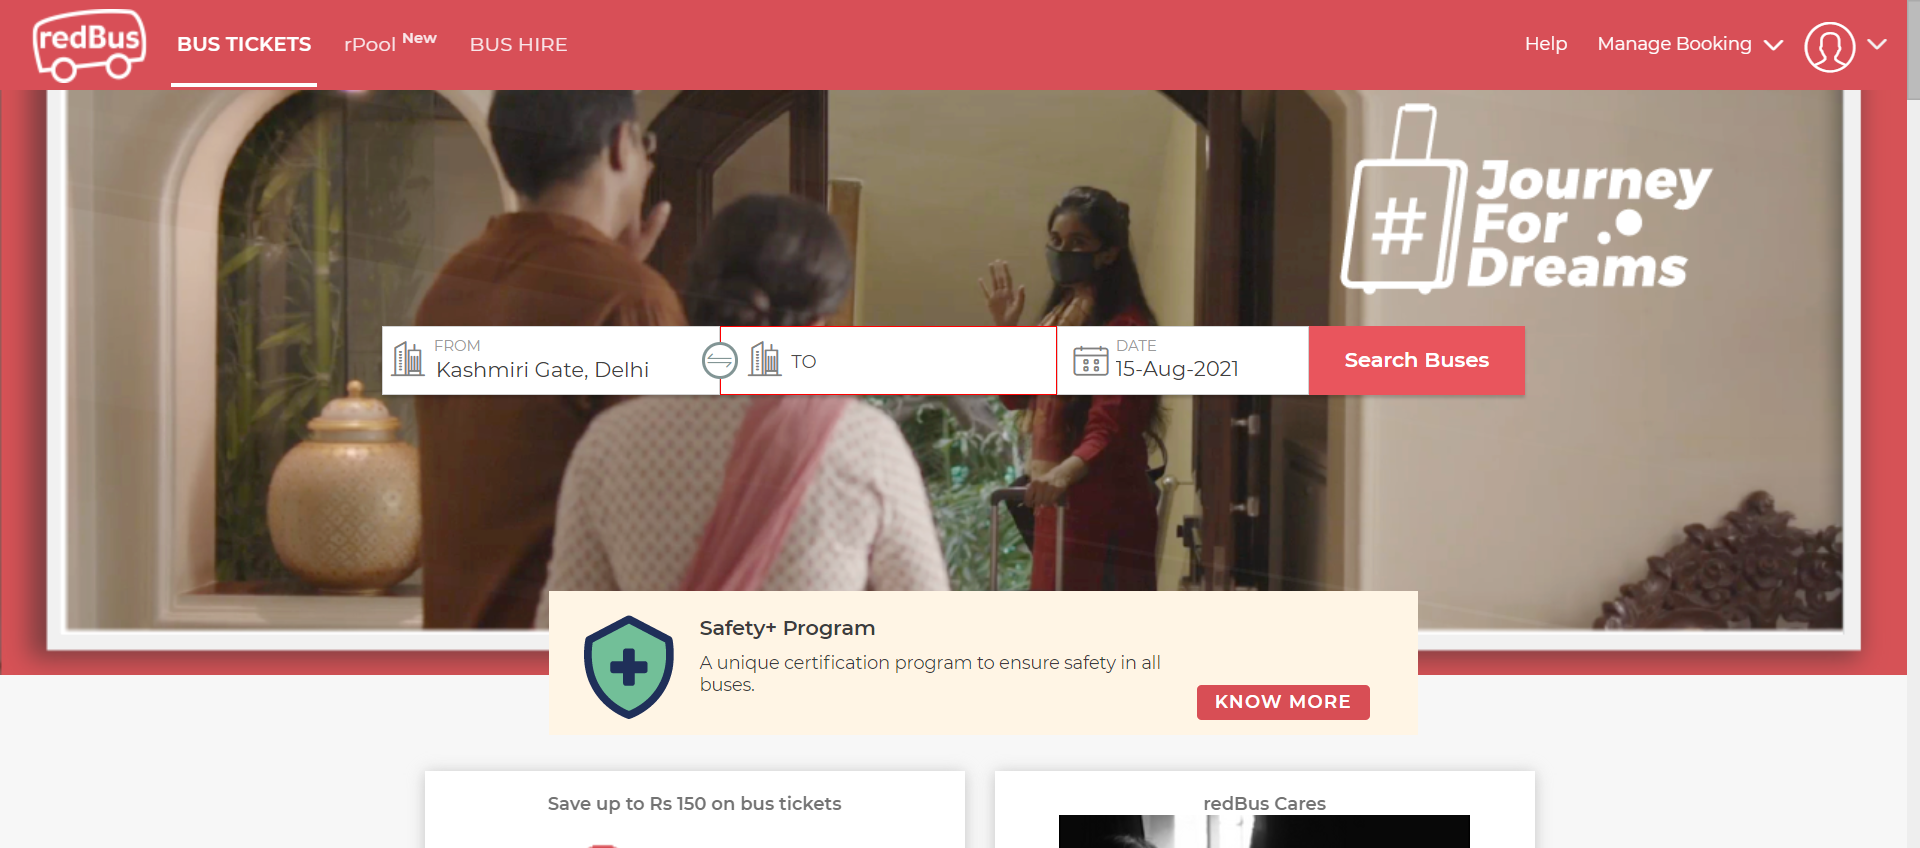 redBus
BUS TICKETS
rPool New
BUS HIRE
Help
Manage Booking
#
Journey
For
Dreams
FROM
Kashmiri Gate, Delhi
TO
DATE
15-Aug-2021
Search Buses
Safety+ Program
A unique certification program to ensure safety in all
buses.
KNOW MORE
Save up to Rs 150 on bus tickets
redBus Cares